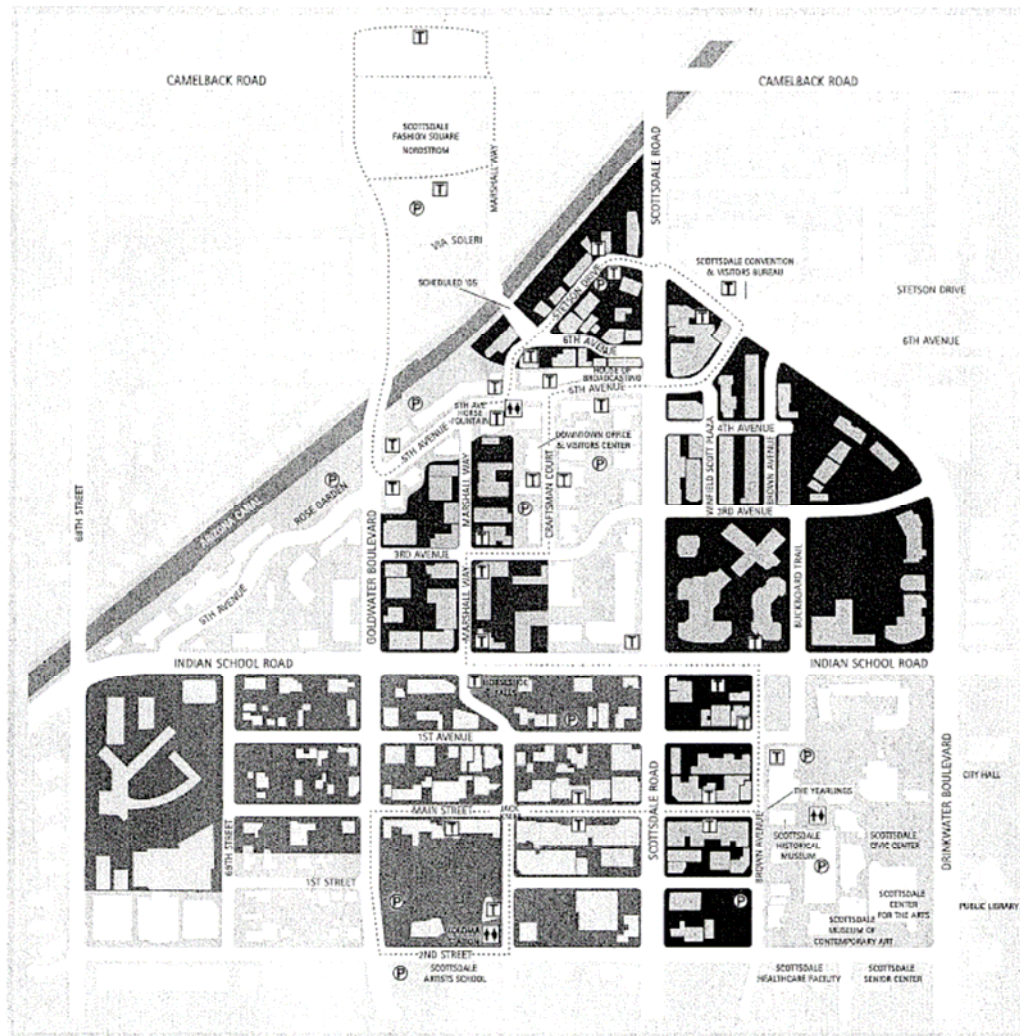 T
CAMELBACK ROAD
CAMELBACK ROAD
SCOTTSDALE
FASHION SQUARE
NORDSTROM
MARSHALL WAY
SCOTTSDALE ROAD
T
P
VIA SOLERI
SCHEDULED '05
STETSON DRIVE
T
T
P
SCOTTSDALE CONVENTION
& VISITORS BUREAU
T
STETSON DRIVE
T
6TH AVENUE
6TH AVENUE
T
HOUSE OF
BROADCASTING
5TH AVENUE
T
T
P
5TH AVE
HORSE
FOUNTAIN
T
T
5TH AVENUE
T
DOWNTOWN OFFICE
& VISITORS CENTER
4TH AVENUE
WINFIELD SCOTT PLAZA
BROWN AVENUE
MARSHALL WAY
CRAFTSMAN COURT
P
T
T
T
P
P
ROSE GARDEN
68TH STREET
ARIZONA CANAL
GOLDWATER BOULEVARD
3RD AVENUE
3RD AVENUE
T
T
MARSHALL WAY
BUCKBOARD TRAIL
5TH AVENUE
T
T
T
INDIAN SCHOOL ROAD
INDIAN SCHOOL ROAD
T
HORSESHOE
FALLS
T
T
P
1ST AVENUE
SCOTTSDALE ROAD
DRINKWATER BOULEVARD
T
P
CITY HALL
THE YEARLINGS
T
T
MAIN STREET
JACK
T
T
T
69TH STREET
BROWN AVENUE
SCOTTSDALE
HISTORICAL
MUSEUM
SCOTTSDALE
CIVIC CENTER
P
1ST STREET
P
T
P
SCOTTSDALE
CENTER
FOR THE ARTS
PUBLIC LIBRARY
SCOTTSDALE
MUSEUM OF
CONTEMPORARY ART
STATION
2ND STREET
P
SCOTTSDALE
ARTISTS SCHOOL
SCOTTSDALE
HEALTHCARE FACILITY
SCOTTSDALE
SENIOR CENTER